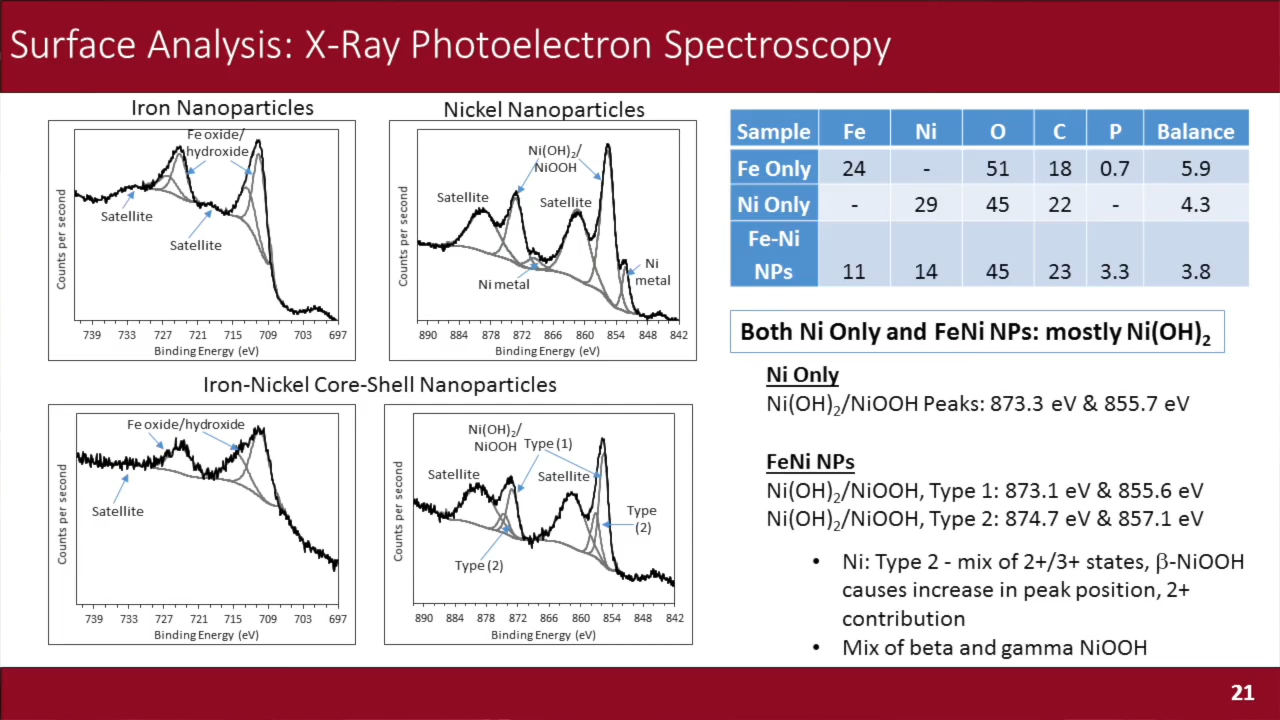 Surface Analysis: X-Ray Photoelectron Spectroscopy
Iron Nanoparticles
Fe oxide/
hydroxide
Satellite
Satellite
Counts per second
739 733 727 721 715 709 703 697
Binding Energy (eV)
Nickel Nanoparticles
Ni(OH)₂/
NiOOH
Satellite
Satellite
Ni metal
Ni
metal
Counts per second
890 884 878 872 866 860 854 848 842
Binding Energy (eV)
Iron-Nickel Core-Shell Nanoparticles
Fe oxide/hydroxide
Satellite
Counts per second
739 733 727 721 715 709 703 697
Binding Energy (eV)
Ni(OH)₂/
NiOOH
Type (1)
Satellite
Satellite
Type
(2)
Type (2)
Counts per second
890 884 878 872 866 860 854 848 842
Binding Energy (eV)
Sample Fe Ni O C P Balance
Fe Only 24 - 51 18 0.7 5.9
Ni Only - 29 45 22 - 4.3
Fe-Ni
NPs 11 14 45 23 3.3 3.8
Both Ni Only and FeNi NPs: mostly Ni(OH)₂
Ni Only
Ni(OH)₂/NiOOH Peaks: 873.3 eV & 855.7 eV
FeNi NPs
Ni(OH)₂/NiOOH, Type 1: 873.1 eV & 855.6 eV
Ni(OH)₂/NiOOH, Type 2: 874.7 eV & 857.1 eV
• Ni: Type 2 - mix of 2+/3+ states, β-NiOOH
causes increase in peak position, 2+
contribution
• Mix of beta and gamma NiOOH
21